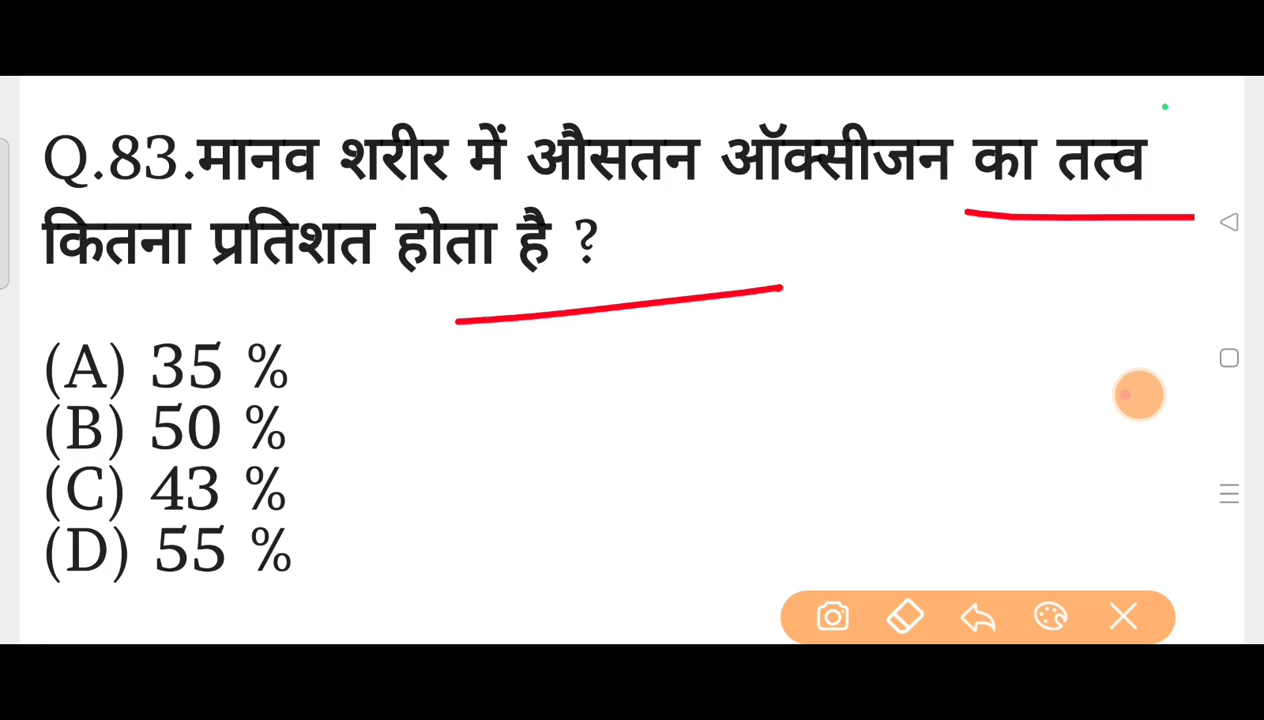 Q.83.मानव शरीर में औसतन ऑक्सीजन का तत्व
कितना प्रतिशत होता है ?
(A) 35 %
(B) 50 %
(C) 43 %
(D) 55 %